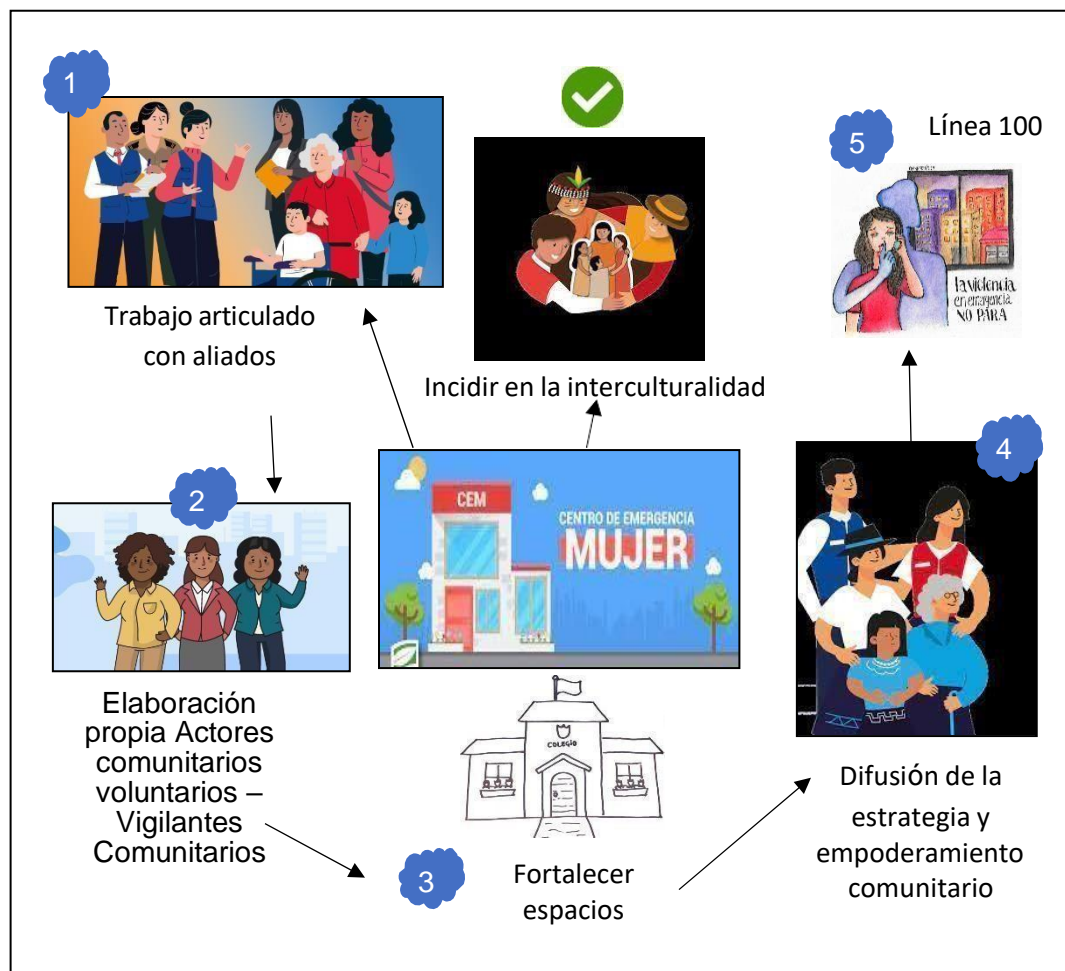 1
Trabajo articulado
con aliados
Incidir en la interculturalidad
5
Línea 100
la violencia
en emergencia
NO PARA
2
Elaboración
propia Actores
comunitarios
voluntarios –
Vigilantes
Comunitarios
CEM
CENTRO DE EMERGENCIA
MUJER
COLEGIO
3
Fortalecer
espacios
4
Difusión de la
estrategia y
empoderamiento
comunitario